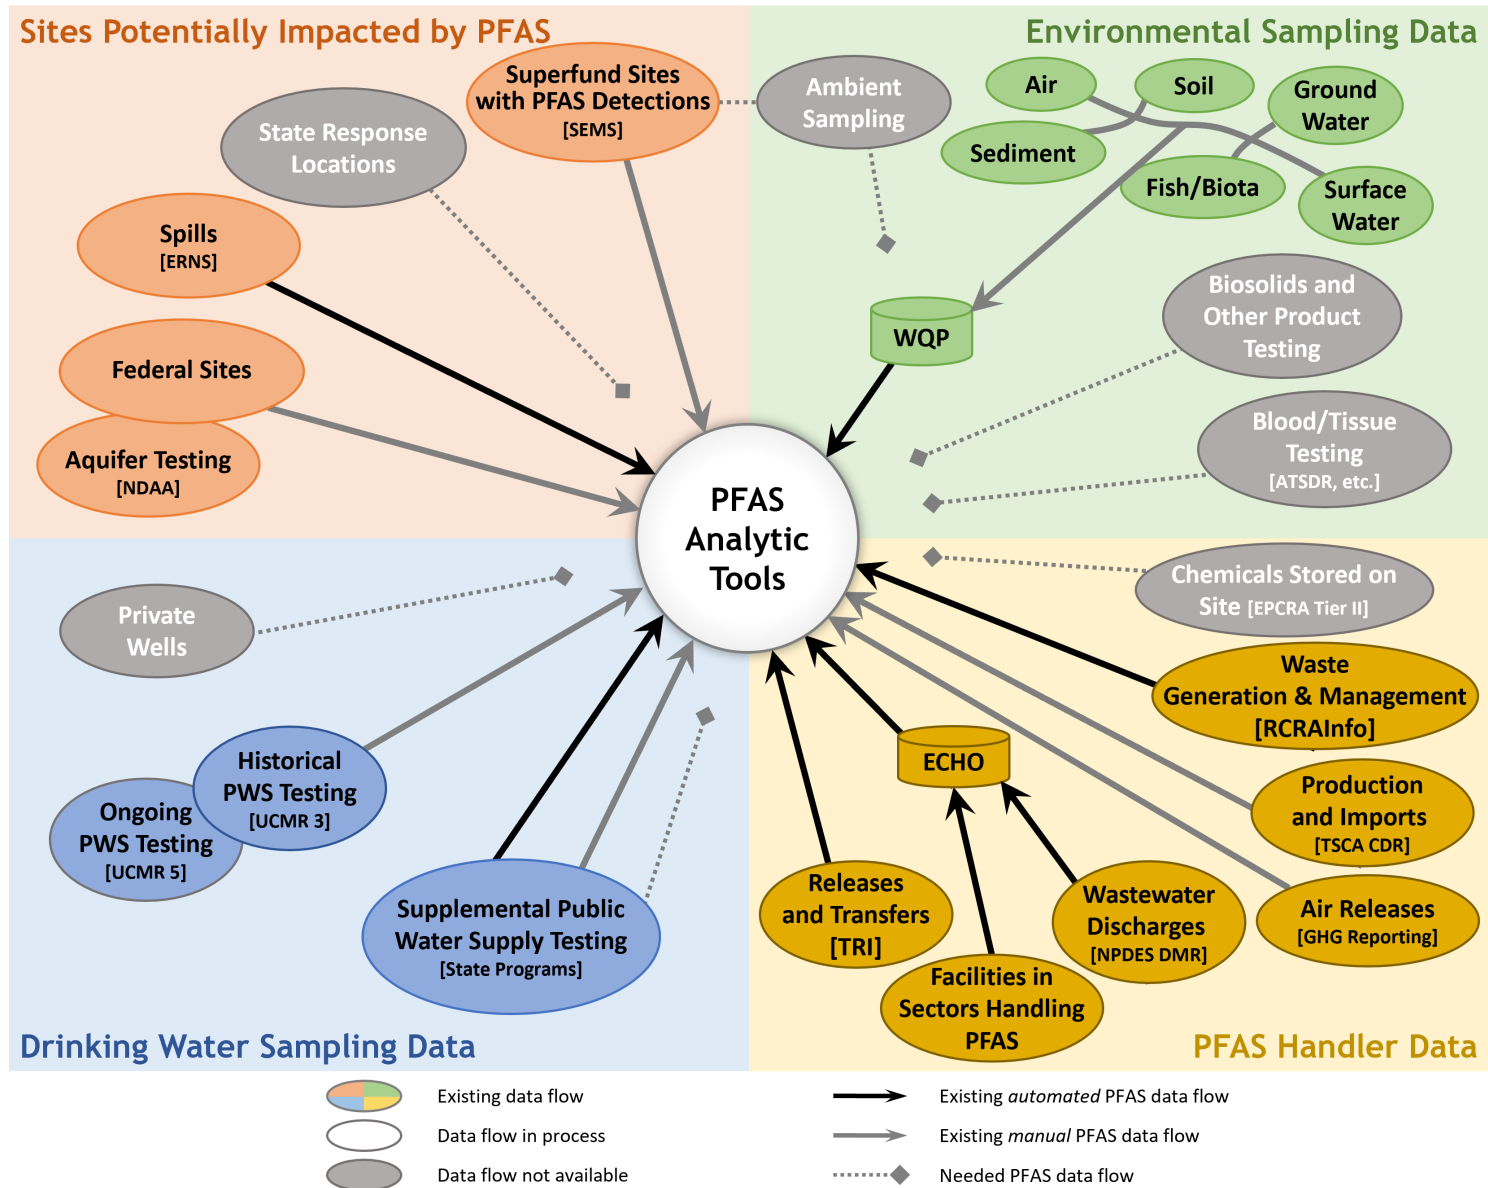 Sites Potentially Impacted by PFAS
Superfund Sites
with PFAS Detections
[SEMS]
State Response
Locations
Spills
[ERNS]
Federal Sites
Aquifer Testing
[NDAA]
Environmental Sampling Data
Ambient
Sampling
Air
Soil
Ground
Water
Sediment
Fish/Biota
Surface
Water
WQP
Biosolids and
Other Product
Testing
Blood/Tissue
Testing
[ATSDR, etc.]
PFAS
Analytic
Tools
Private
Wells
Historical
PWS Testing
[UCMR 3]
Ongoing
PWS Testing
[UCMR 5]
Supplemental Public
Water Supply Testing
[State Programs]
Drinking Water Sampling Data
Chemicals Stored on
Site [EPCRA Tier II]
Waste
Generation & Management
[RCRAInfo]
ECHO
Production
and Imports
[TSCA CDR]
Releases
and Transfers
[TRI]
Wastewater
Discharges
[NPDES DMR]
Air Releases
[GHG Reporting]
Facilities in
Sectors Handling
PFAS
PFAS Handler Data
Existing data flow
Data flow in process
Data flow not available
Existing automated PFAS data flow
Existing manual PFAS data flow
Needed PFAS data flow